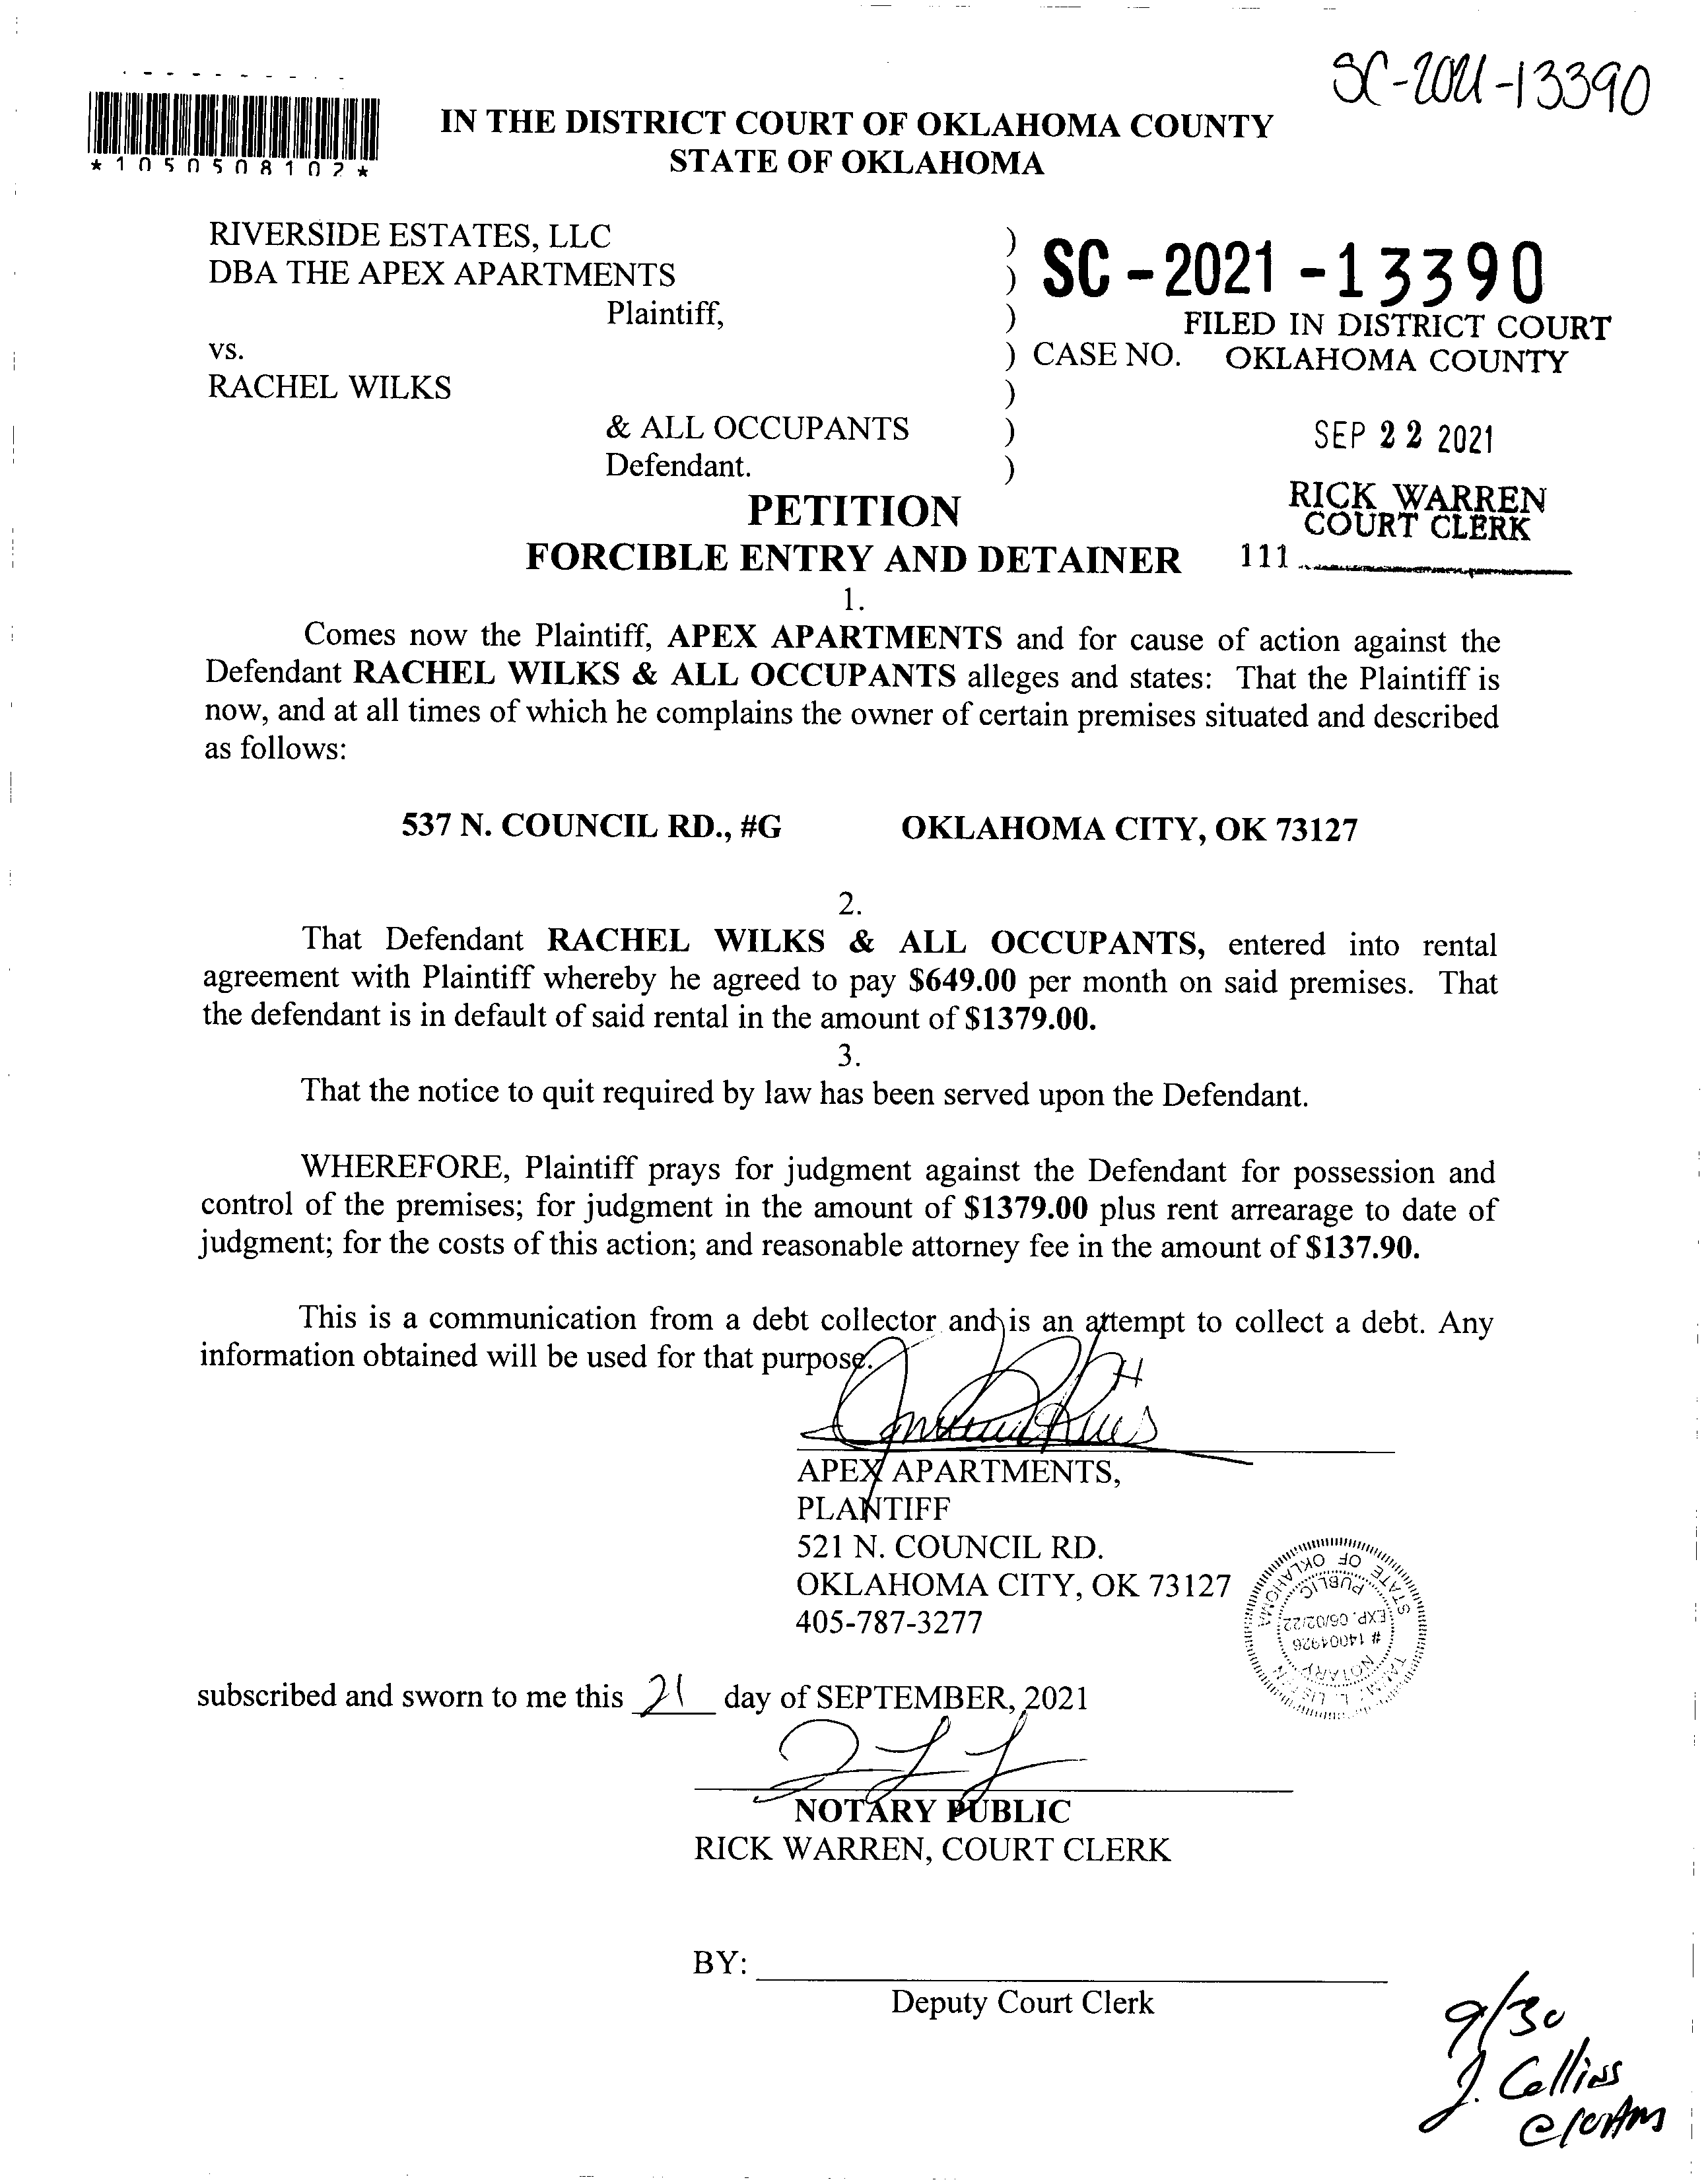 SC-2021-13390
*1050508102*
IN THE DISTRICT COURT OF OKLAHOMA COUNTY
STATE OF OKLAHOMA
RIVERSIDE ESTATES, LLC )
DBA THE APEX APARTMENTS ) SC-2021-13390
Plaintiff, ) FILED IN DISTRICT COURT
vs. ) CASE NO. OKLAHOMA COUNTY
RACHEL WILKS )
& ALL OCCUPANTS ) SEP 22 2021
Defendant. )
PETITION RICK WARREN
COURT CLERK
FORCIBLE ENTRY AND DETAINER 111
1.
Comes now the Plaintiff, APEX APARTMENTS and for cause of action against the
Defendant RACHEL WILKS & ALL OCCUPANTS alleges and states: That the Plaintiff is
now, and at all times of which he complains the owner of certain premises situated and described
as follows:
537 N. COUNCIL RD., #G OKLAHOMA CITY, OK 73127
2.
That Defendant RACHEL WILKS & ALL OCCUPANTS, entered into rental
agreement with Plaintiff whereby he agreed to pay $649.00 per month on said premises. That
the defendant is in default of said rental in the amount of $1379.00.
3.
That the notice to quit required by law has been served upon the Defendant.
WHEREFORE, Plaintiff prays for judgment against the Defendant for possession and
control of the premises; for judgment in the amount of $1379.00 plus rent arrearage to date of
judgment; for the costs of this action; and reasonable attorney fee in the amount of $137.90.
This is a communication from a debt collector and is an attempt to collect a debt. Any
information obtained will be used for that purpose.
APEX APARTMENTS,
PLANTIFF
521 N. COUNCIL RD.
OKLAHOMA CITY, OK 73127
405-787-3277
STATE OF OKLAHOMA
PUBLIC
EXP. 05/02/22
# 14004926
NOTARY
subscribed and sworn to me this 21 day of SEPTEMBER, 2021
NOTARY PUBLIC
RICK WARREN, COURT CLERK
BY:
Deputy Court Clerk
9/30
J. Collins
@10AM